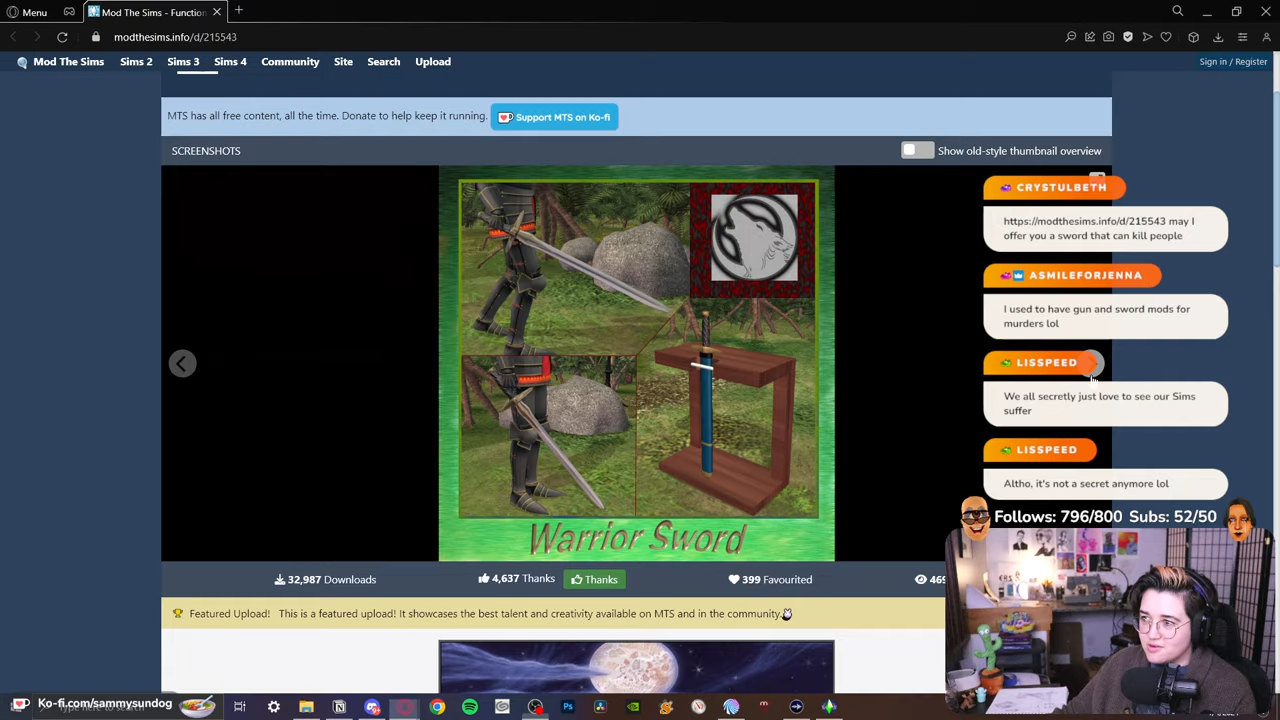 Menu
Mod The Sims - Function
modthesims.info/d/215543
Mod The Sims
Sims 2
Sims 3
Sims 4
Community
Site
Search
Upload
Sign in / Register
MTS has all free content, all the time. Donate to help keep it running.
Support MTS on Ko-fi
SCREENSHOTS
Show old-style thumbnail overview
CRYSTULBETH
https://modthesims.info/d/215543 may I
offer you a sword that can kill people
ASMILEFORJENNA
I used to have gun and sword mods for
murders lol
LISSPEED
We all secretly just love to see our Sims
suffer
LISSPEED
Altho, it's not a secret anymore lol
Follows: 796/800 Subs: 52/50
Warrior Sword
32,987 Downloads
4,637 Thanks
Thanks
399 Favourited
469
Featured Upload! This is a featured upload! It showcases the best talent and creativity available on MTS and in the community.
Ko-fi.com/sammysundog